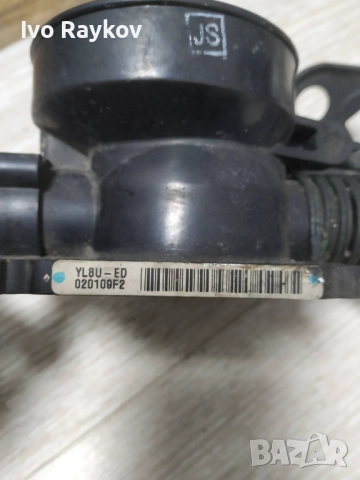 Ivo Raykov
JS
YL8U-ED
020109F2
BAZAR